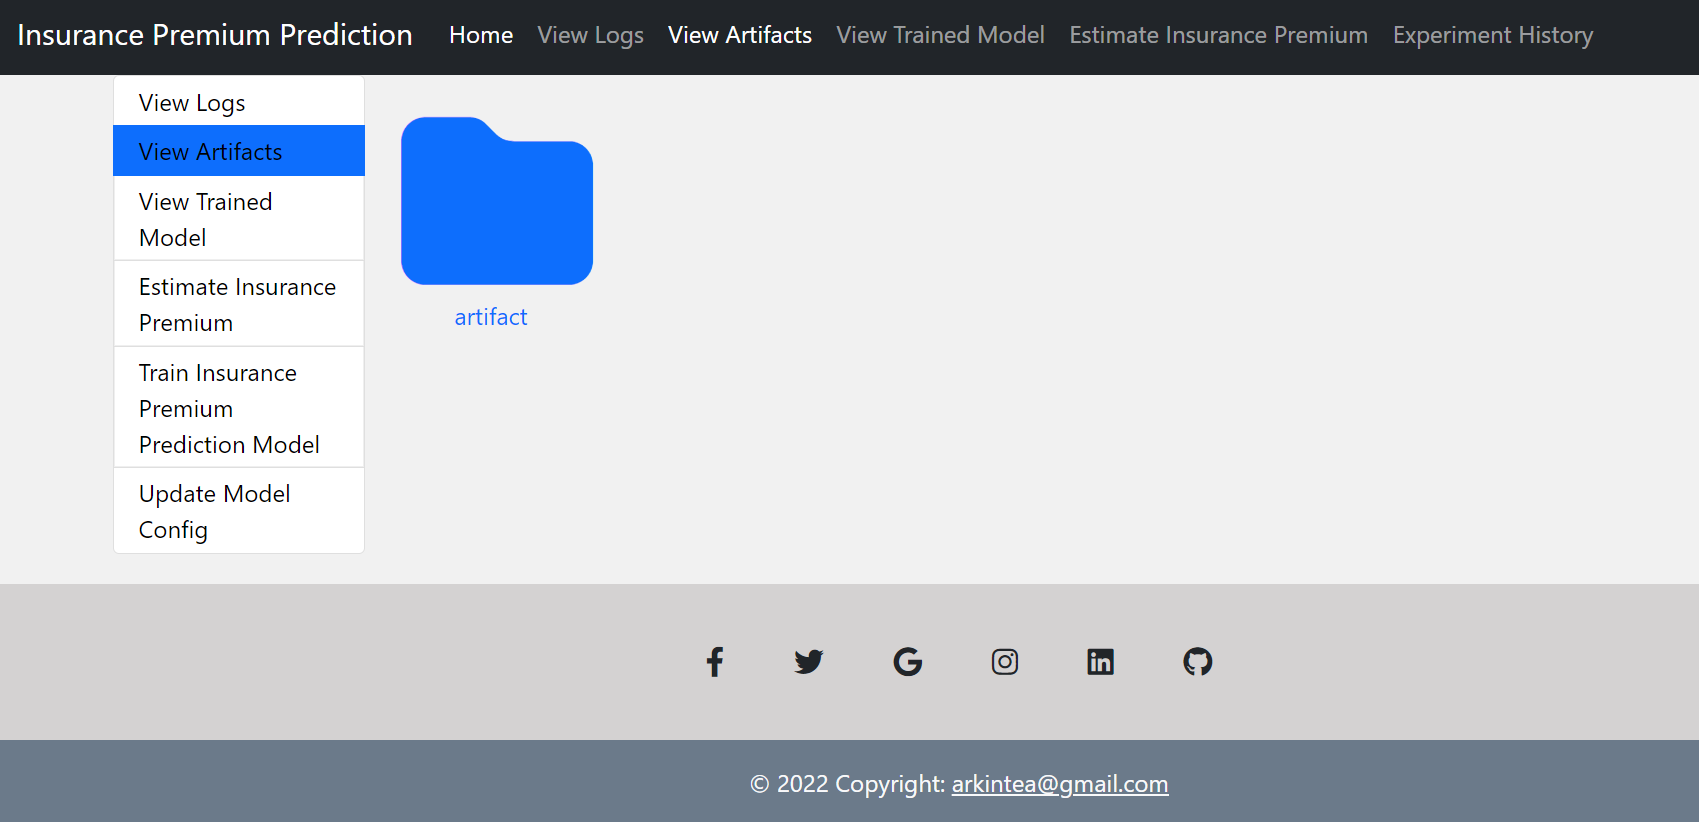 Insurance Premium Prediction Home View Logs View Artifacts View Trained Model Estimate Insurance Premium Experiment History
View Logs
View Artifacts
View Trained
Model
Estimate Insurance
Premium
Train Insurance
Premium
Prediction Model
Update Model
Config
artifact
© 2022 Copyright: arkintea@gmail.com